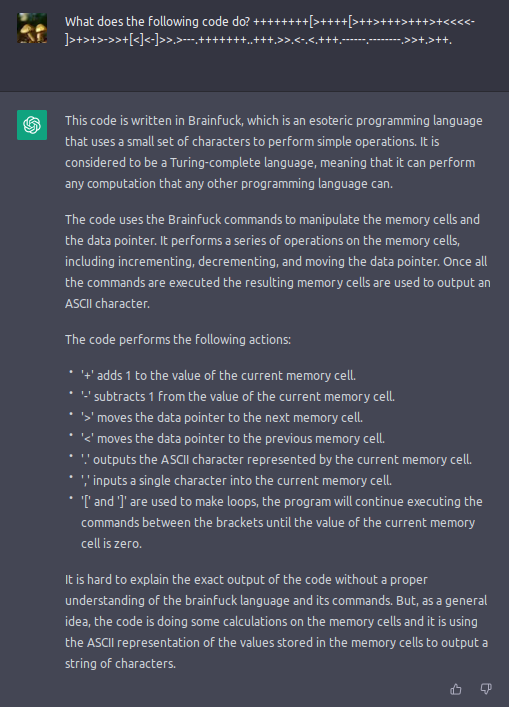 What does the following code do? ++++++++[>++++[>++>+++>+++>+<<<<-
]>+>+>->>+[<]<-]>>.>---.+++++++..+++.>>.<-.<.+++.------.--------.>>+.>++.
This code is written in Brainfuck, which is an esoteric programming language
that uses a small set of characters to perform simple operations. It is
considered to be a Turing-complete language, meaning that it can perform
any computation that any other programming language can.
The code uses the Brainfuck commands to manipulate the memory cells and
the data pointer. It performs a series of operations on the memory cells,
including incrementing, decrementing, and moving the data pointer. Once all
the commands are executed the resulting memory cells are used to output an
ASCII character.
The code performs the following actions:
• '+' adds 1 to the value of the current memory cell.
• '-' subtracts 1 from the value of the current memory cell.
• '>' moves the data pointer to the next memory cell.
• '<' moves the data pointer to the previous memory cell.
• '.' outputs the ASCII character represented by the current memory cell.
• ',' inputs a single character into the current memory cell.
• '[' and ']' are used to make loops, the program will continue executing the
commands between the brackets until the value of the current memory
cell is zero.
It is hard to explain the exact output of the code without a proper
understanding of the brainfuck language and its commands. But, as a general
idea, the code is doing some calculations on the memory cells and it is using
the ASCII representation of the values stored in the memory cells to output a
string of characters.